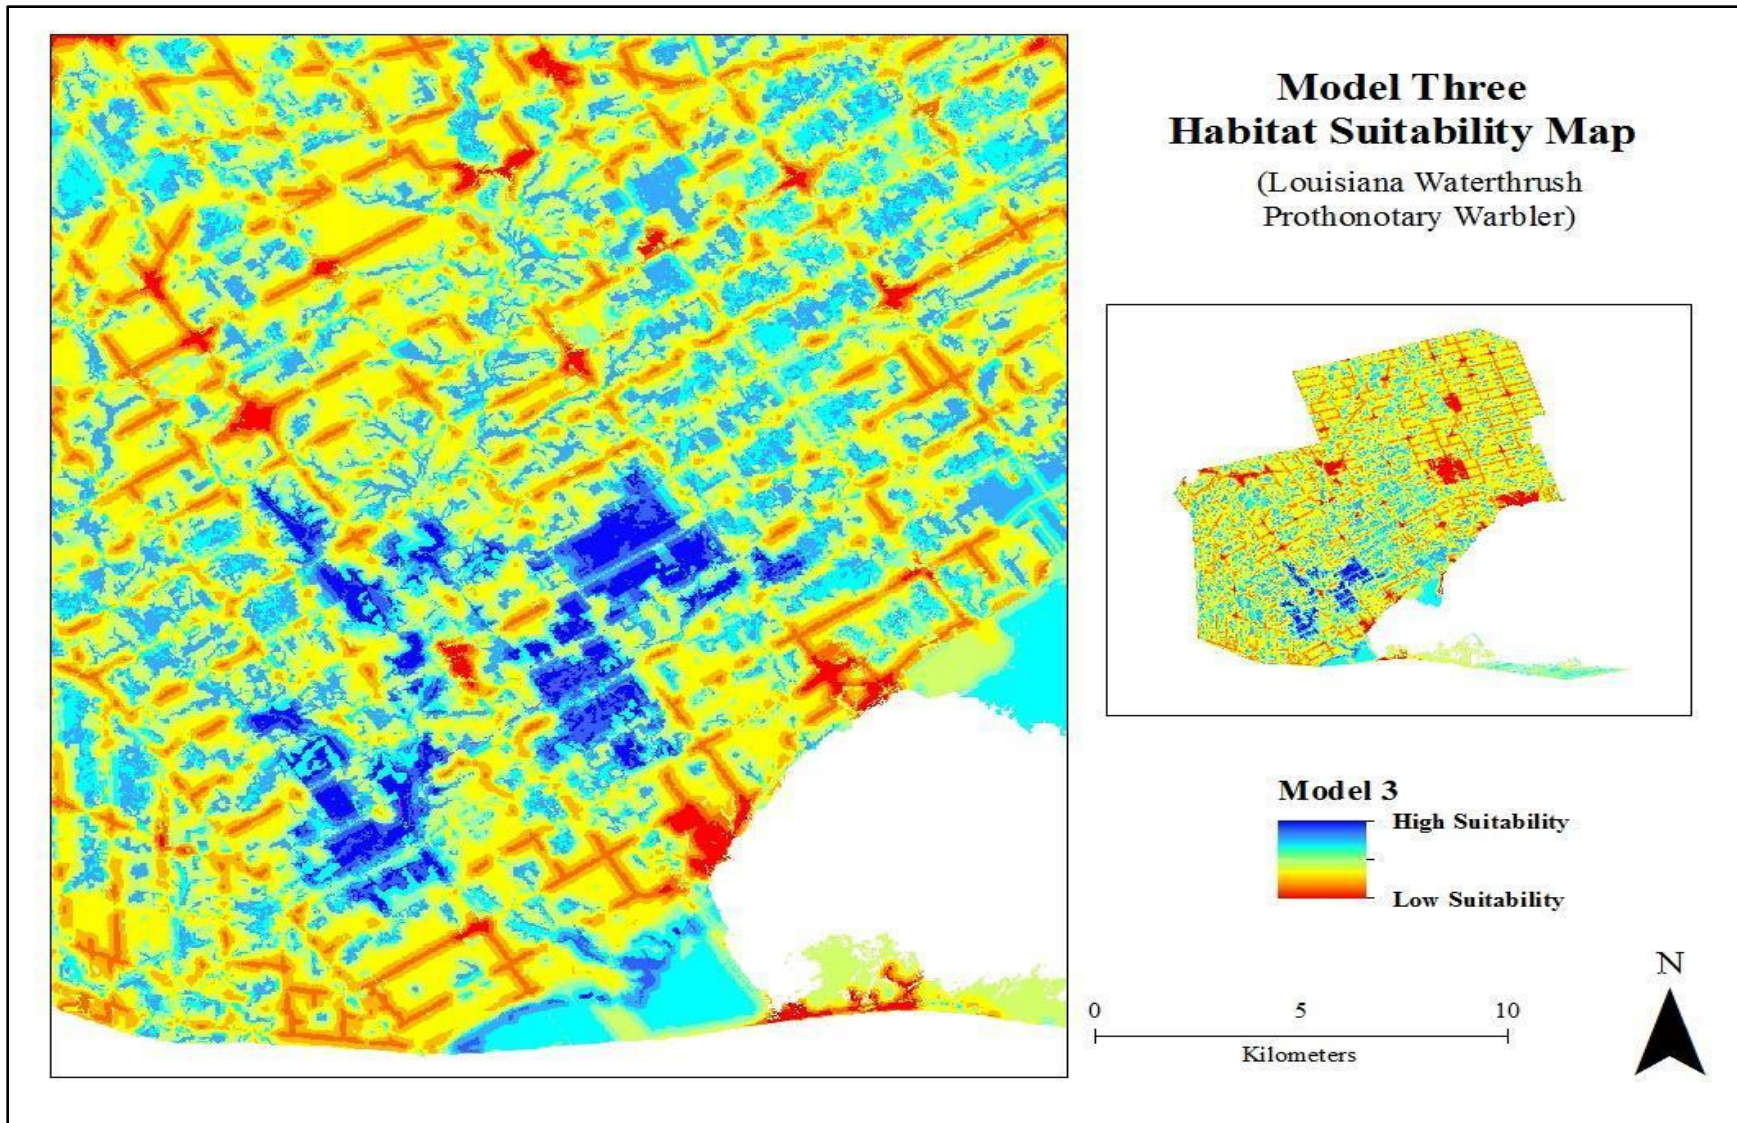 Model Three
Habitat Suitability Map
(Louisiana Waterthrush
Prothonotary Warbler)
Model 3
High Suitability
Low Suitability
N
0 5 10
Kilometers